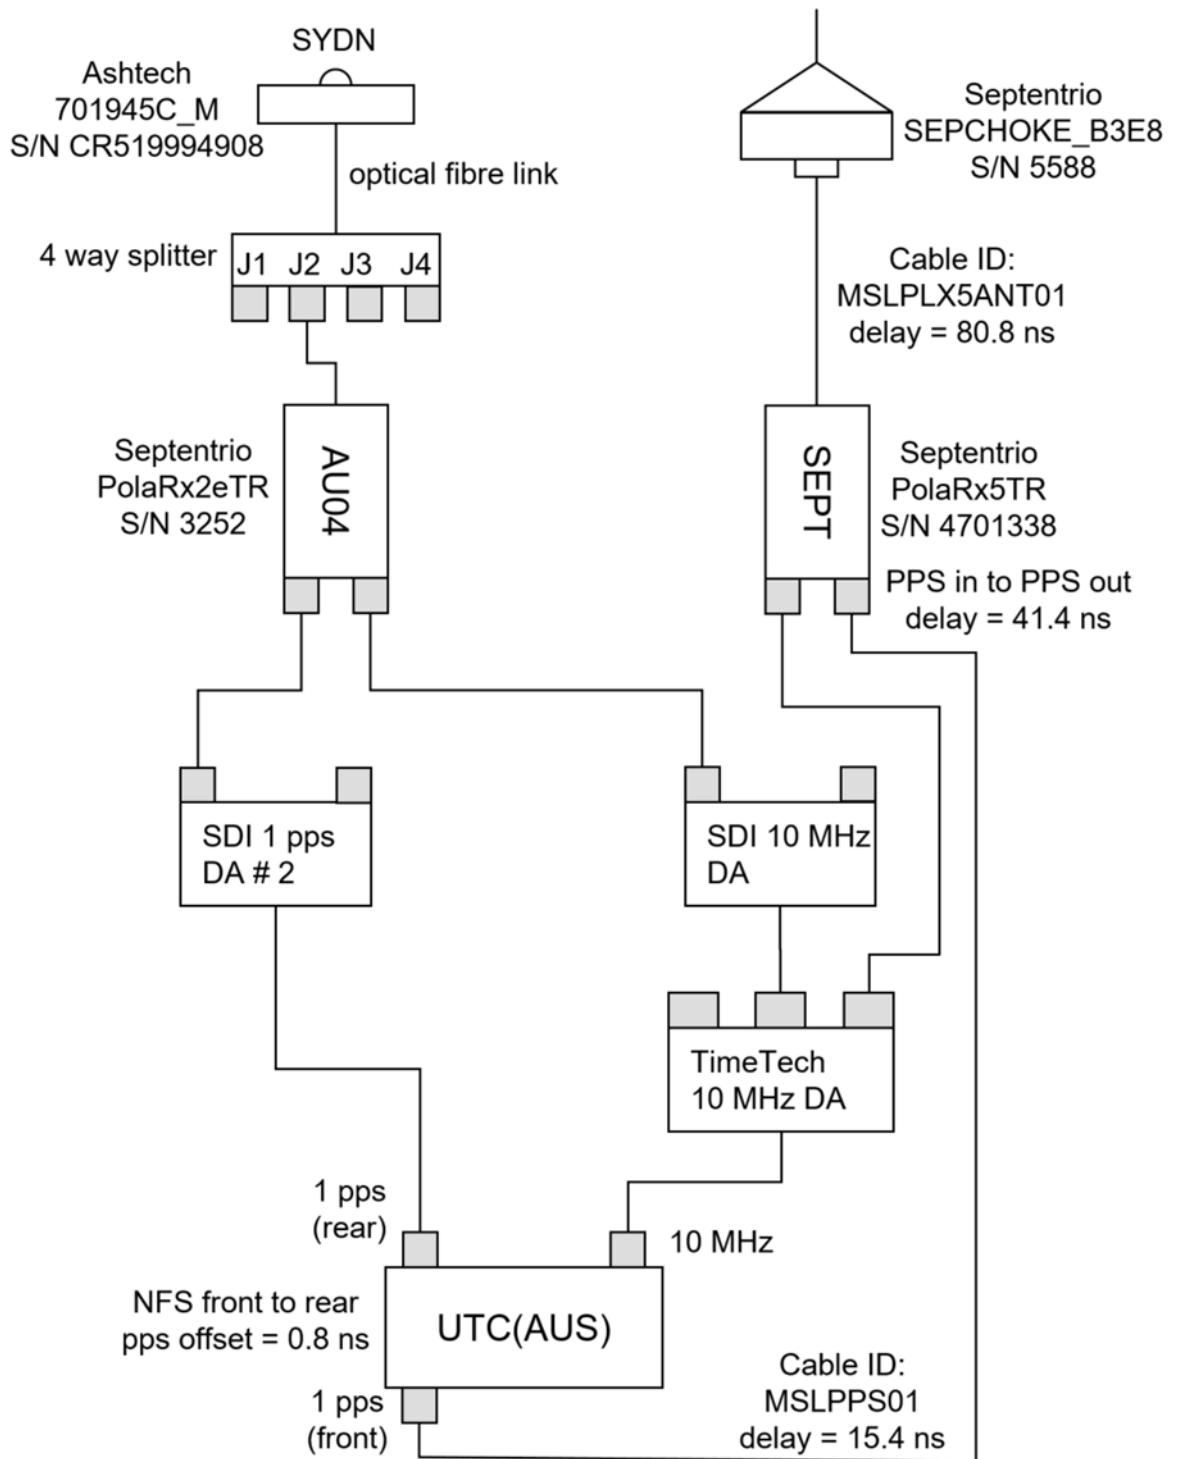 SYDN
Ashtech
701945C_M
S/N CR519994908
optical fibre link
4 way splitter
J1 J2 J3 J4
Septentrio
SEPCHOKE_B3E8
S/N 5588
Cable ID:
MSLPLX5ANT01
delay = 80.8 ns
Septentrio
PolaRx2eTR
S/N 3252
AU04
SEPT
Septentrio
PolaRx5TR
S/N 4701338
PPS in to PPS out
delay = 41.4 ns
SDI 1 pps
DA # 2
SDI 10 MHz
DA
TimeTech
10 MHz DA
1 pps
(rear)
10 MHz
NFS front to rear
pps offset = 0.8 ns
UTC(AUS)
1 pps
(front)
Cable ID:
MSLPPS01
delay = 15.4 ns